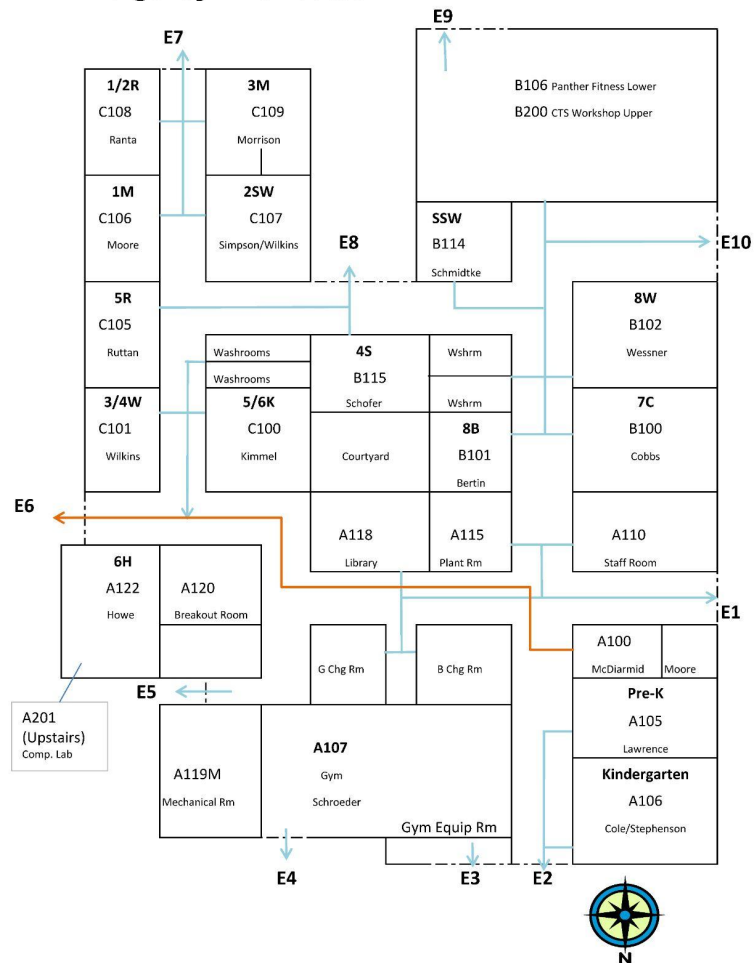 E9
E7
1/2R
C108
Ranta
3M
C109
Morrison
B106 Panther Fitness Lower
B200 CTS Workshop Upper
1M
C106
Moore
2SW
C107
Simpson/Wilkins
SSW
B114
Schmidtke
E8
E10
5R
C105
Ruttan
8W
B102
Wessner
Washrooms
Washrooms
4S
B115
Schofer
Wshrm
Wshrm
3/4W
C101
Wilkins
5/6K
C100
Kimmel
Courtyard
8B
B101
Bertin
7C
B100
Cobbs
E6
A118
Library
A115
Plant Rm
A110
Staff Room
6H
A122
Howe
A120
Breakout Room
E1
G Chg Rm
B Chg Rm
A100
McDiarmid
Moore
E5
Pre-K
A105
Lawrence
A201
(Upstairs)
Comp. Lab
A119M
Mechanical Rm
A107
Gym
Schroeder
Gym Equip Rm
Kindergarten
A106
Cole/Stephenson
E4
E3
E2
N